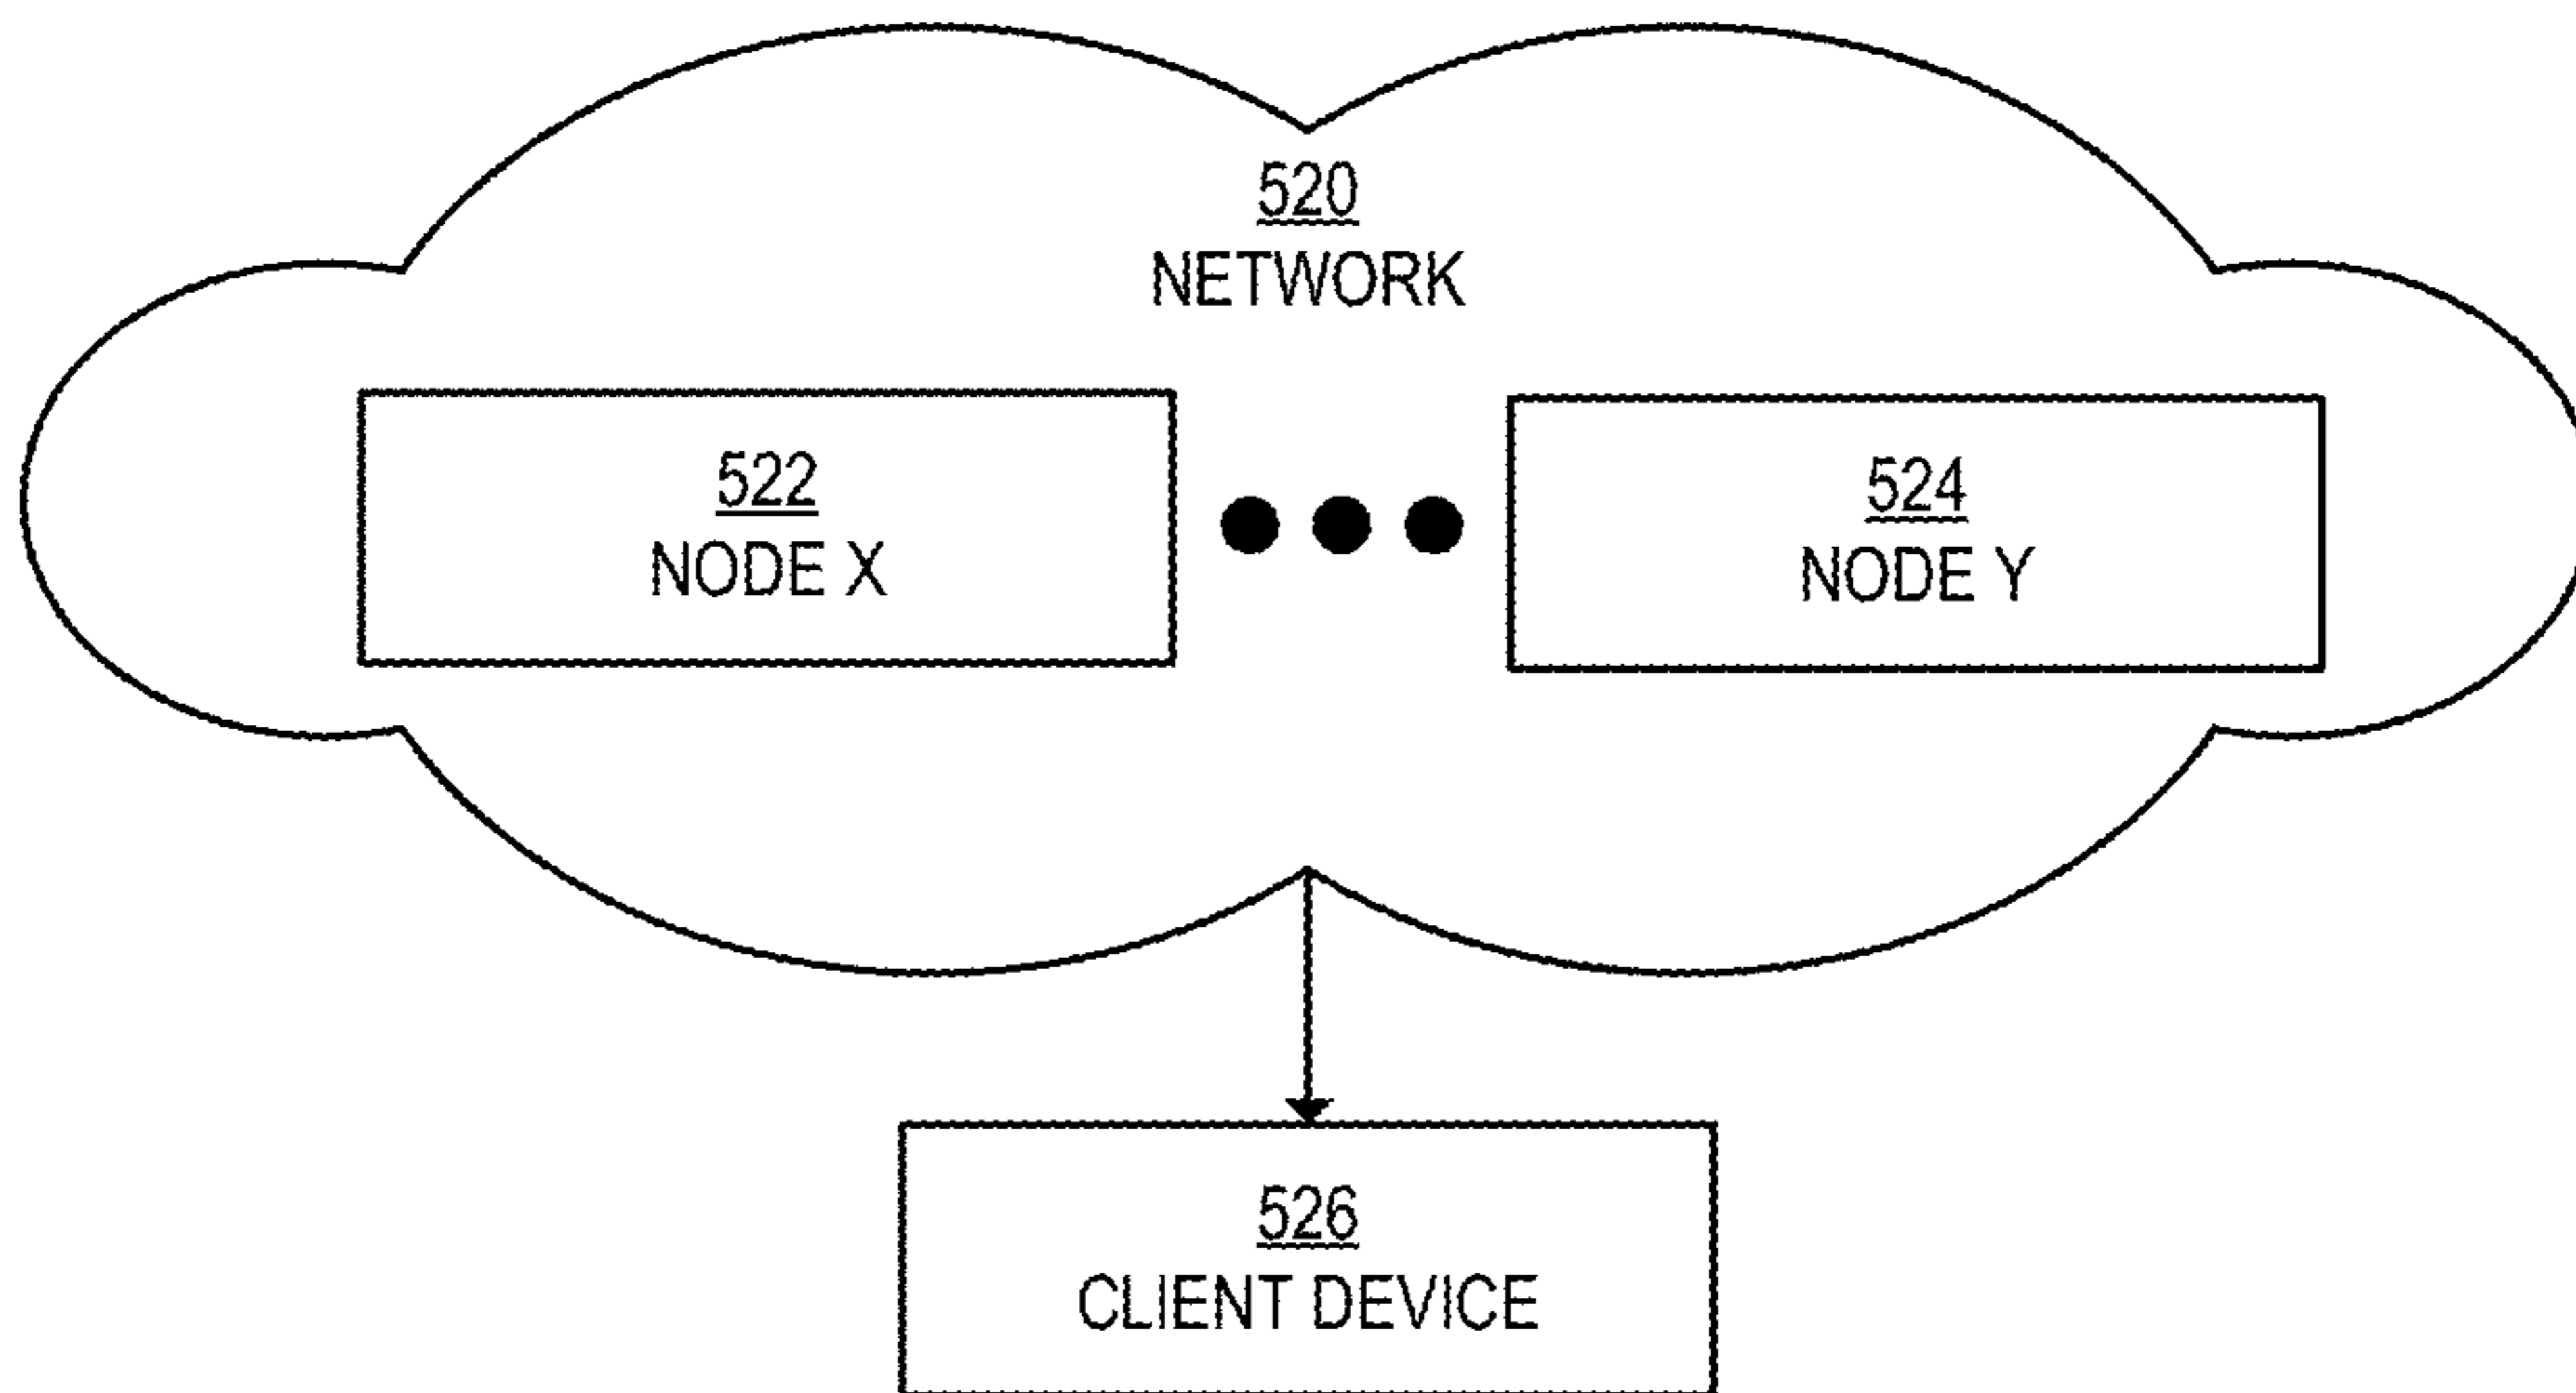 520
NETWORK
522
NODE X
524
NODE Y
526
CLIENT DEVICE